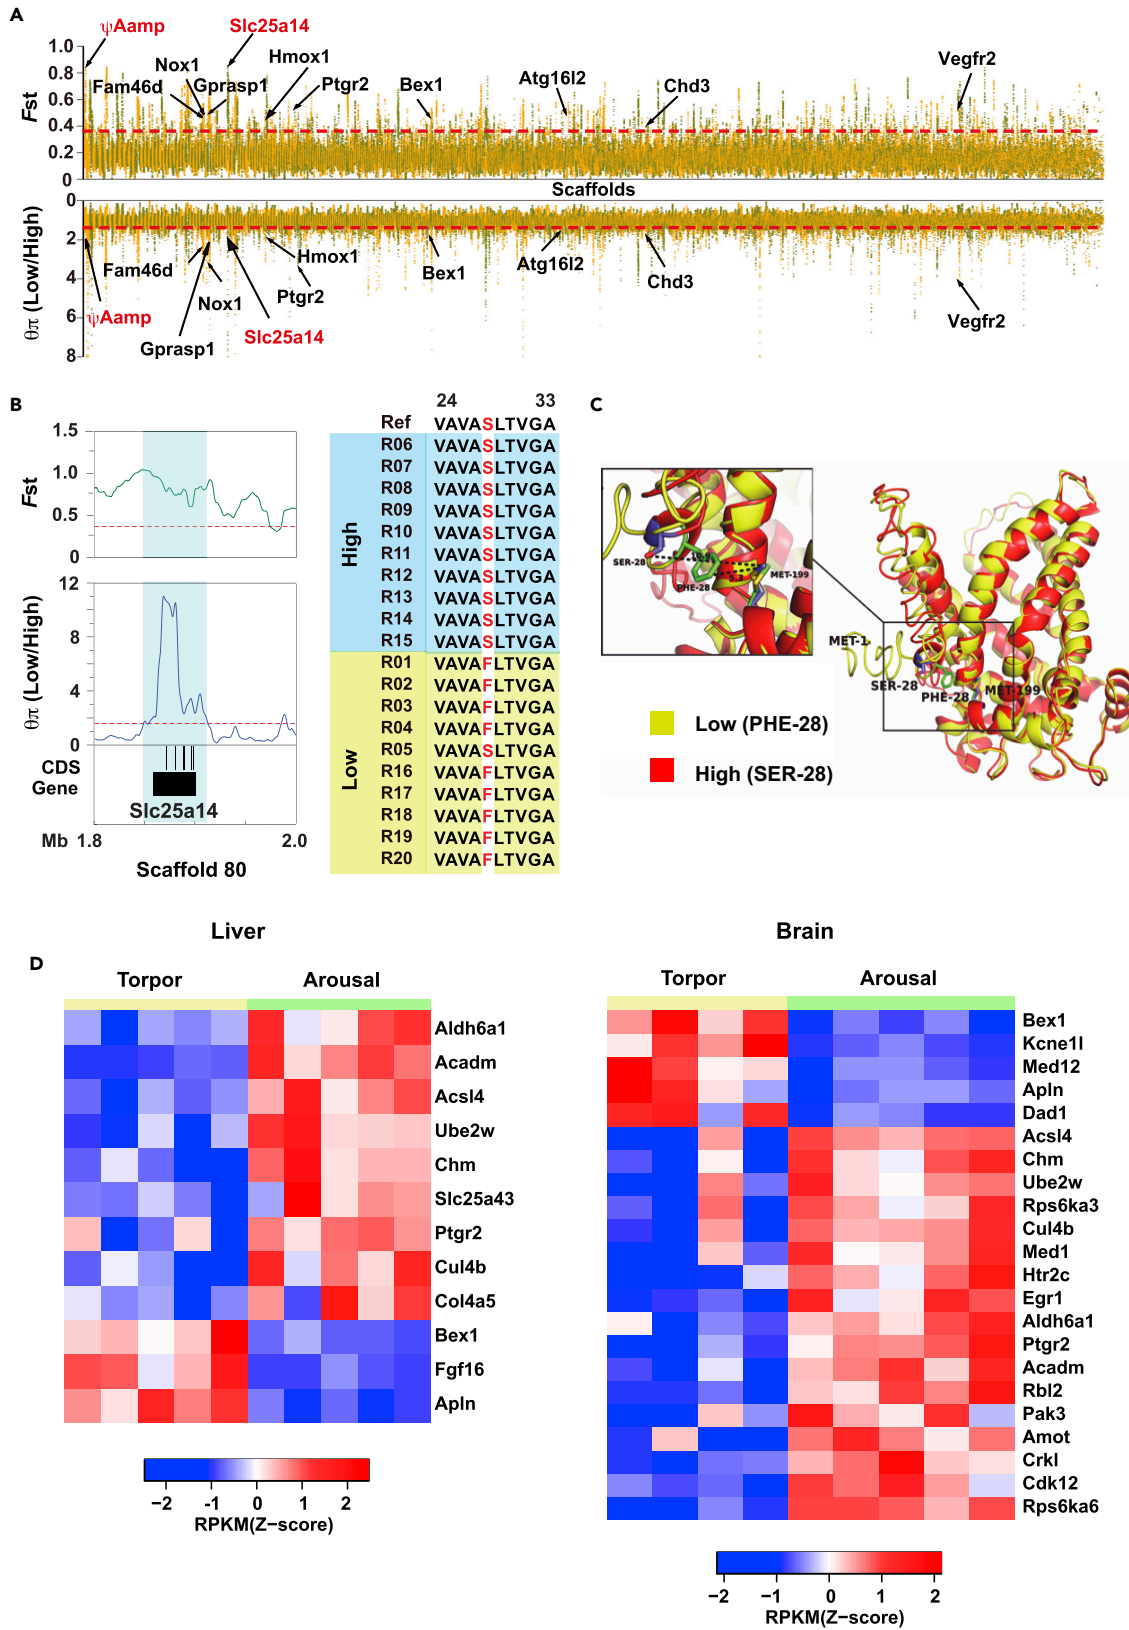 A
ψAamp
Slc25a14
Nox1
Hmox1
Fam46d
Gprasp1
Ptgr2
Bex1
Atg16l2
Chd3
Vegfr2
Fst
1.0
0.8
0.6
0.4
0.2
0
Scaffolds
θπ (Low/High)
0
2
4
6
8
Fam46d
Nox1
Hmox1
Ptgr2
ψAamp
Gprasp1
Slc25a14
Bex1
Atg16l2
Chd3
Vegfr2
B
Fst
1.5
1.0
0.5
0
θπ (Low/High)
12
8
4
0
CDS
Gene
Slc25a14
Mb 1.8 2.0
Scaffold 80
24 33
Ref VAVASLTVGA
High
R06 VAVASLTVGA
R07 VAVASLTVGA
R08 VAVASLTVGA
R09 VAVASLTVGA
R10 VAVASLTVGA
R11 VAVASLTVGA
R12 VAVASLTVGA
R13 VAVASLTVGA
R14 VAVASLTVGA
R15 VAVASLTVGA
Low
R01 VAVAFLTVGA
R02 VAVAFLTVGA
R03 VAVAFLTVGA
R04 VAVAFLTVGA
R05 VAVASLTVGA
R16 VAVAFLTVGA
R17 VAVAFLTVGA
R18 VAVAFLTVGA
R19 VAVAFLTVGA
R20 VAVAFLTVGA
C
SER-28
PHE-28
5.3
MET-199
MET-1
SER-28
PHE-28
MET-199
Low (PHE-28)
High (SER-28)
D
Liver
Torpor Arousal
Aldh6a1
Acadm
Acsl4
Ube2w
Chm
Slc25a43
Ptgr2
Cul4b
Col4a5
Bex1
Fgf16
Apln
−2 -1 0 1 2
RPKM(Z−score)
Brain
Torpor Arousal
Bex1
Kcne1l
Med12
Apln
Dad1
Acsl4
Chm
Ube2w
Rps6ka3
Cul4b
Med1
Htr2c
Egr1
Aldh6a1
Ptgr2
Acadm
Rbl2
Pak3
Amot
Crkl
Cdk12
Rps6ka6
−2 −1 0 1 2
RPKM(Z−score)